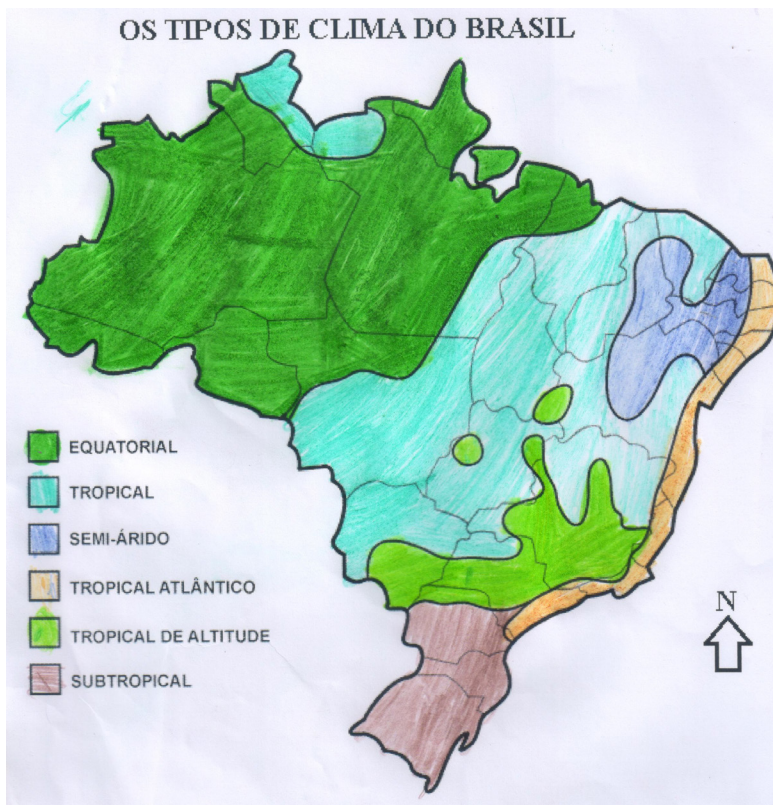 OS TIPOS DE CLIMA DO BRASIL
EQUATORIAL
TROPICAL
SEMI-ÁRIDO
TROPICAL ATLÂNTICO
TROPICAL DE ALTITUDE
SUBTROPICAL
N